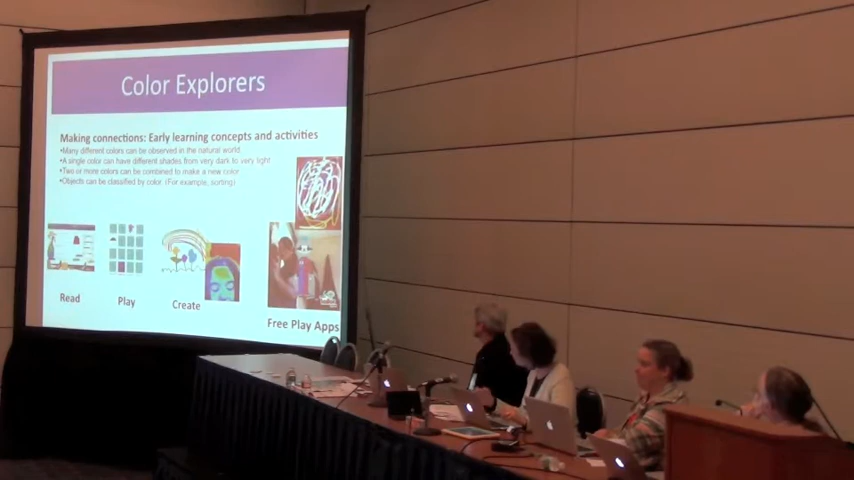 Color Explorers
Making connections: Early learning concepts and activities
•Many different colors can be observed in the natural world.
•A single color can have different shades from very dark to very light
•Two or more colors can be combined to make a new color
•Objects can be classified by color. (For example, sorting)
Read
Play
Create
Free Play Apps